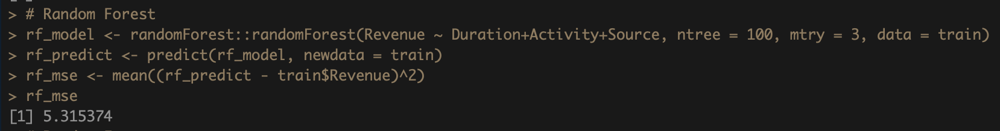 > # Random Forest
> rf_model <- randomForest::randomForest(Revenue ~ Duration+Activity+Source, ntree = 100, mtry = 3, data = train)
> rf_predict <- predict(rf_model, newdata = train)
> rf_mse <- mean((rf_predict - train$Revenue)^2)
> rf_mse
[1] 5.315374